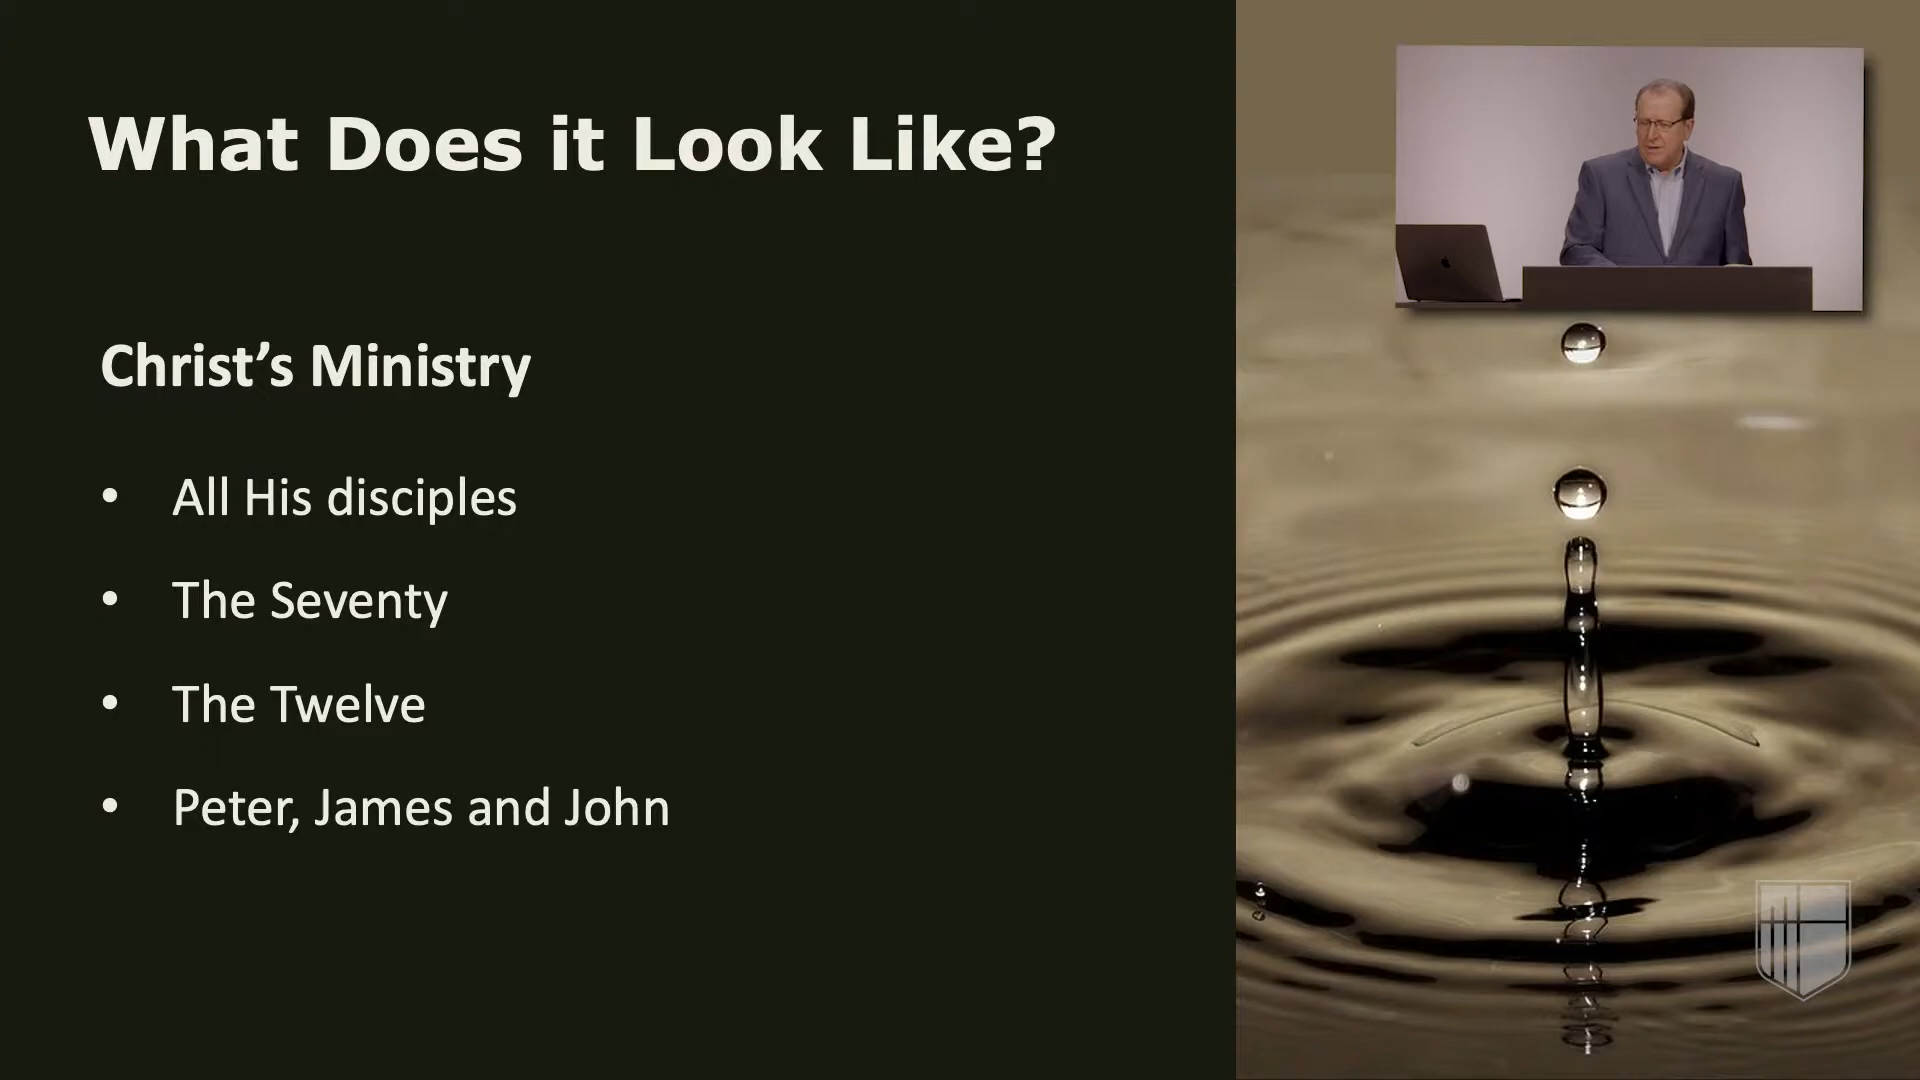 What Does it Look Like?
Christ’s Ministry
• All His disciples
• The Seventy
• The Twelve
• Peter, James and John